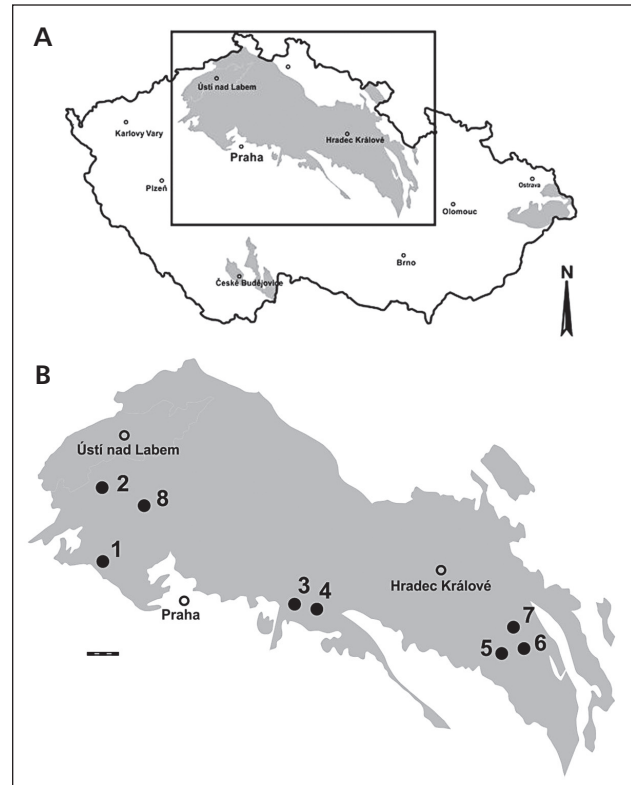 A
Ústí nad Labem
Karlovy Vary
Hradec Králové
Praha
Plzeň
Ostrava
Olomouc
Brno
České Budějovice
N
B
Ústí nad Labem
2
8
1
Hradec Králové
3
4
Praha
7
5
6